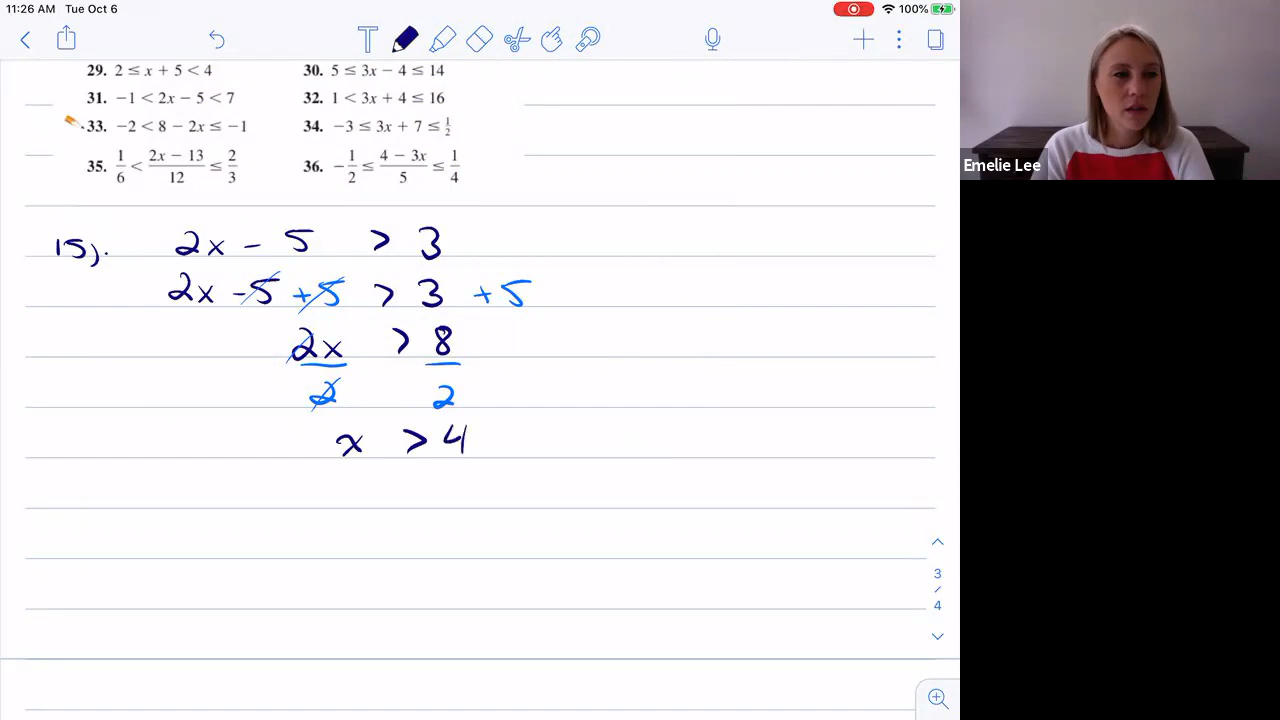 11:26 AM Tue Oct 6
100%
29. 2 ≤ x + 5 < 4 30. 5 ≤ 3x − 4 ≤ 14
31. −1 < 2x − 5 < 7 32. 1 < 3x + 4 ≤ 16
33. −2 < 8 − 2x ≤ −1 34. −3 ≤ 3x + 7 ≤ 1/2
35. 1/6 < (2x − 13)/12 ≤ 2/3 36. −1/2 ≤ (4 − 3x)/5 ≤ 1/4
Emelie Lee
15). 2x - 5 > 3
2x - 5 + 5 > 3 + 5
2x > 8
2 2
x > 4
3
/
4